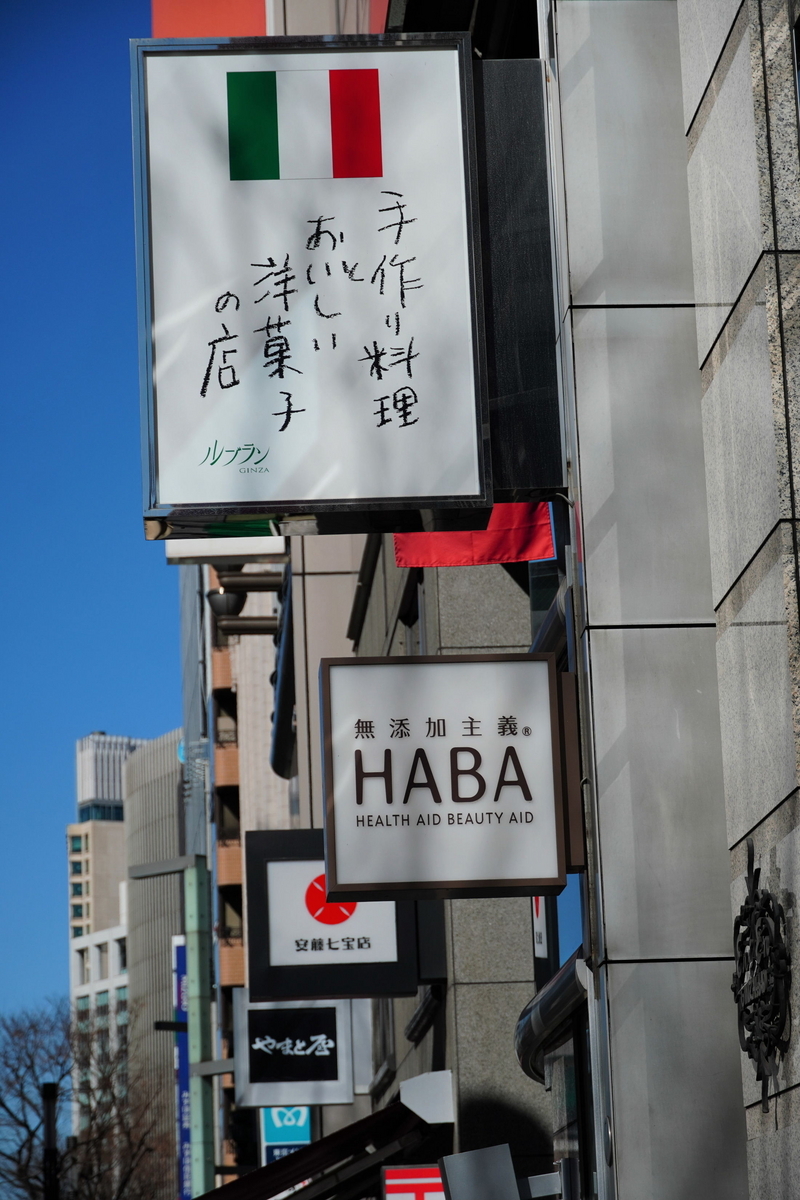 手作り料理
と
おいしい
洋菓子
の店
ルブラン
GINZA
無添加主義®
HABA
HEALTH AID BEAUTY AID
安藤七宝店
やまと屋